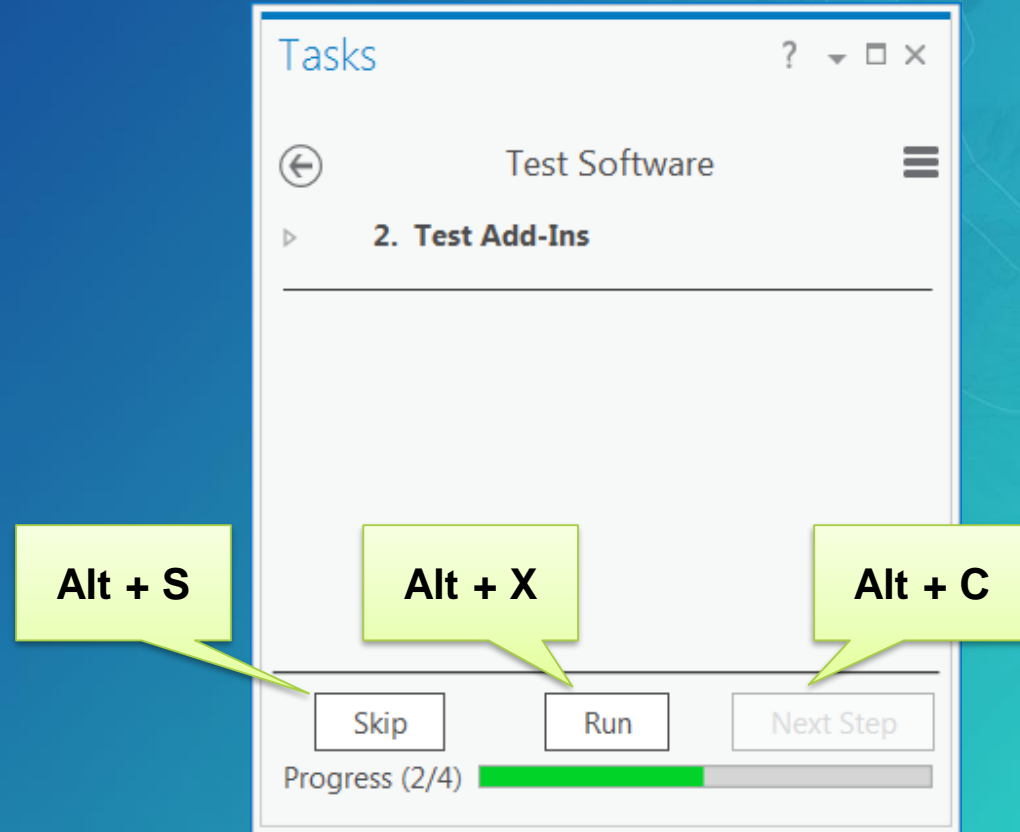 Tasks ?
Test Software
2. Test Add-Ins
Alt + S
Alt + X
Alt + C
Skip
Run
Next Step
Progress (2/4)